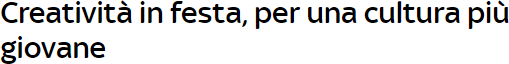 Creatività in festa, per una cultura più
giovane